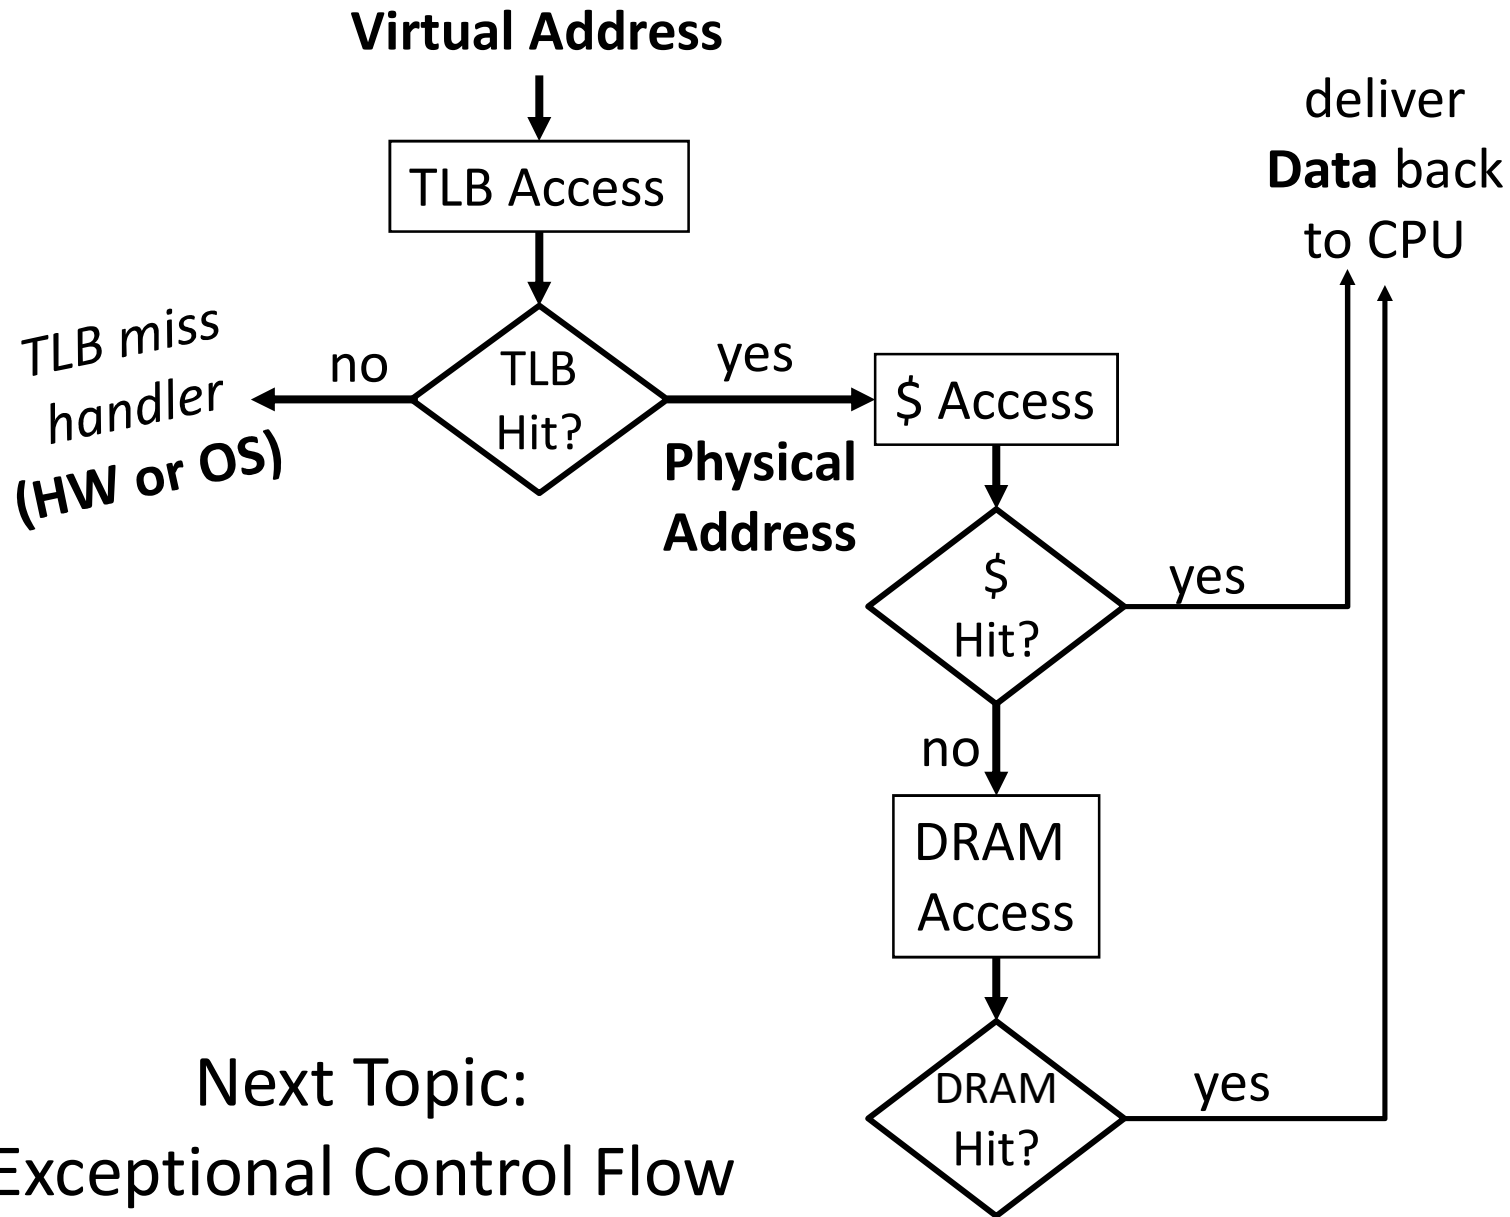 Virtual Address
TLB Access
TLB
Hit?
no
TLB miss
handler
(HW or OS)
yes
Physical
Address
$ Access
$
Hit?
yes
deliver
Data back
to CPU
no
DRAM
Access
DRAM
Hit?
yes
Next Topic:
Exceptional Control Flow